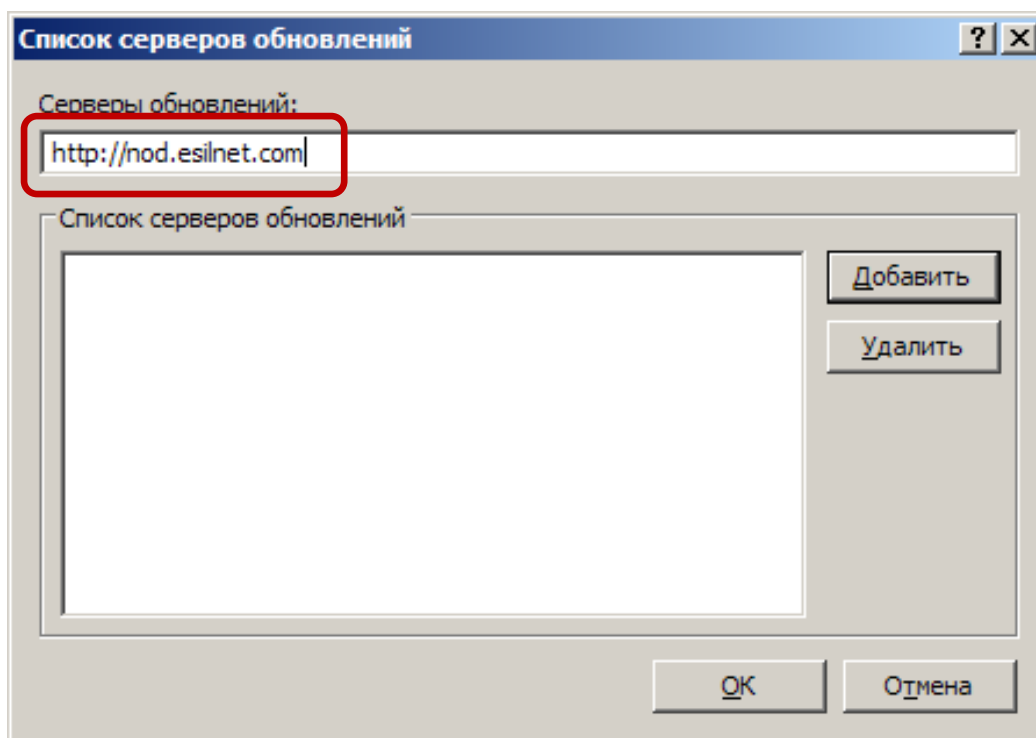 Список серверов обновлений
Серверы обновлений:
http://nod.esilnet.com
Список серверов обновлений
Добавить
Удалить
OK
Отмена